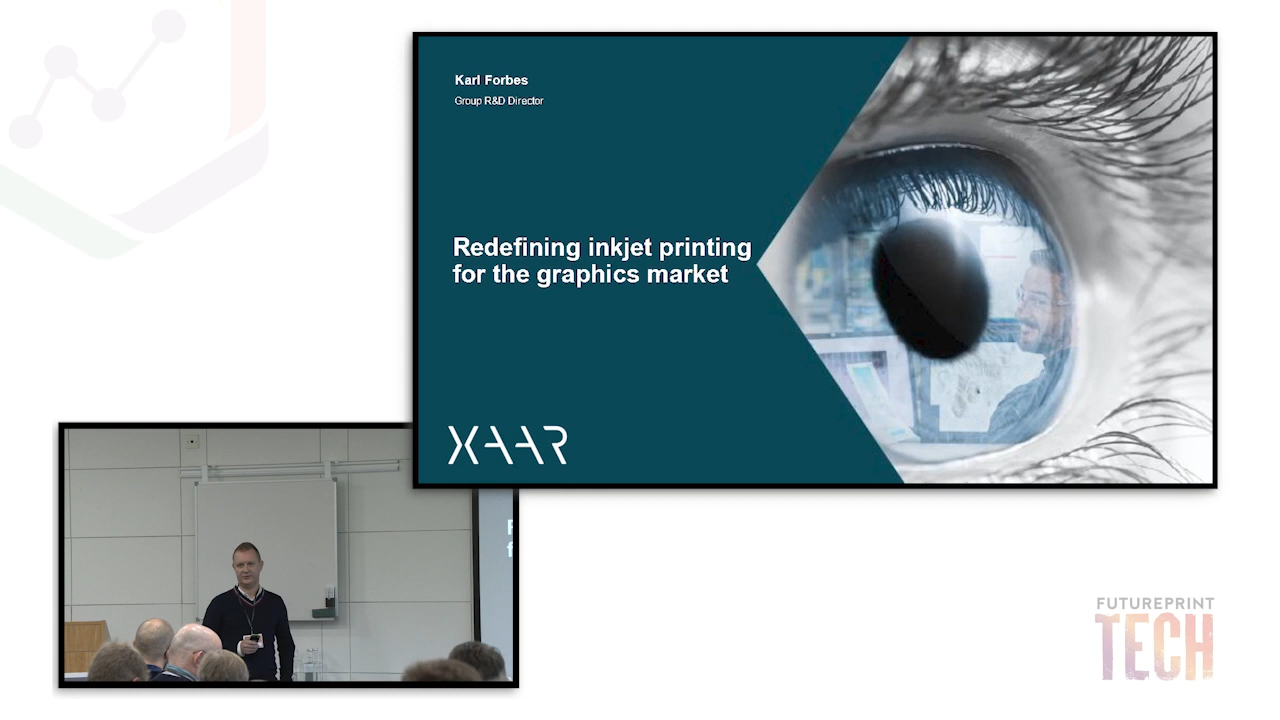 Karl Forbes
Group R&D Director
Redefining inkjet printing
for the graphics market
XAAR
FUTUREPRINT
TECH